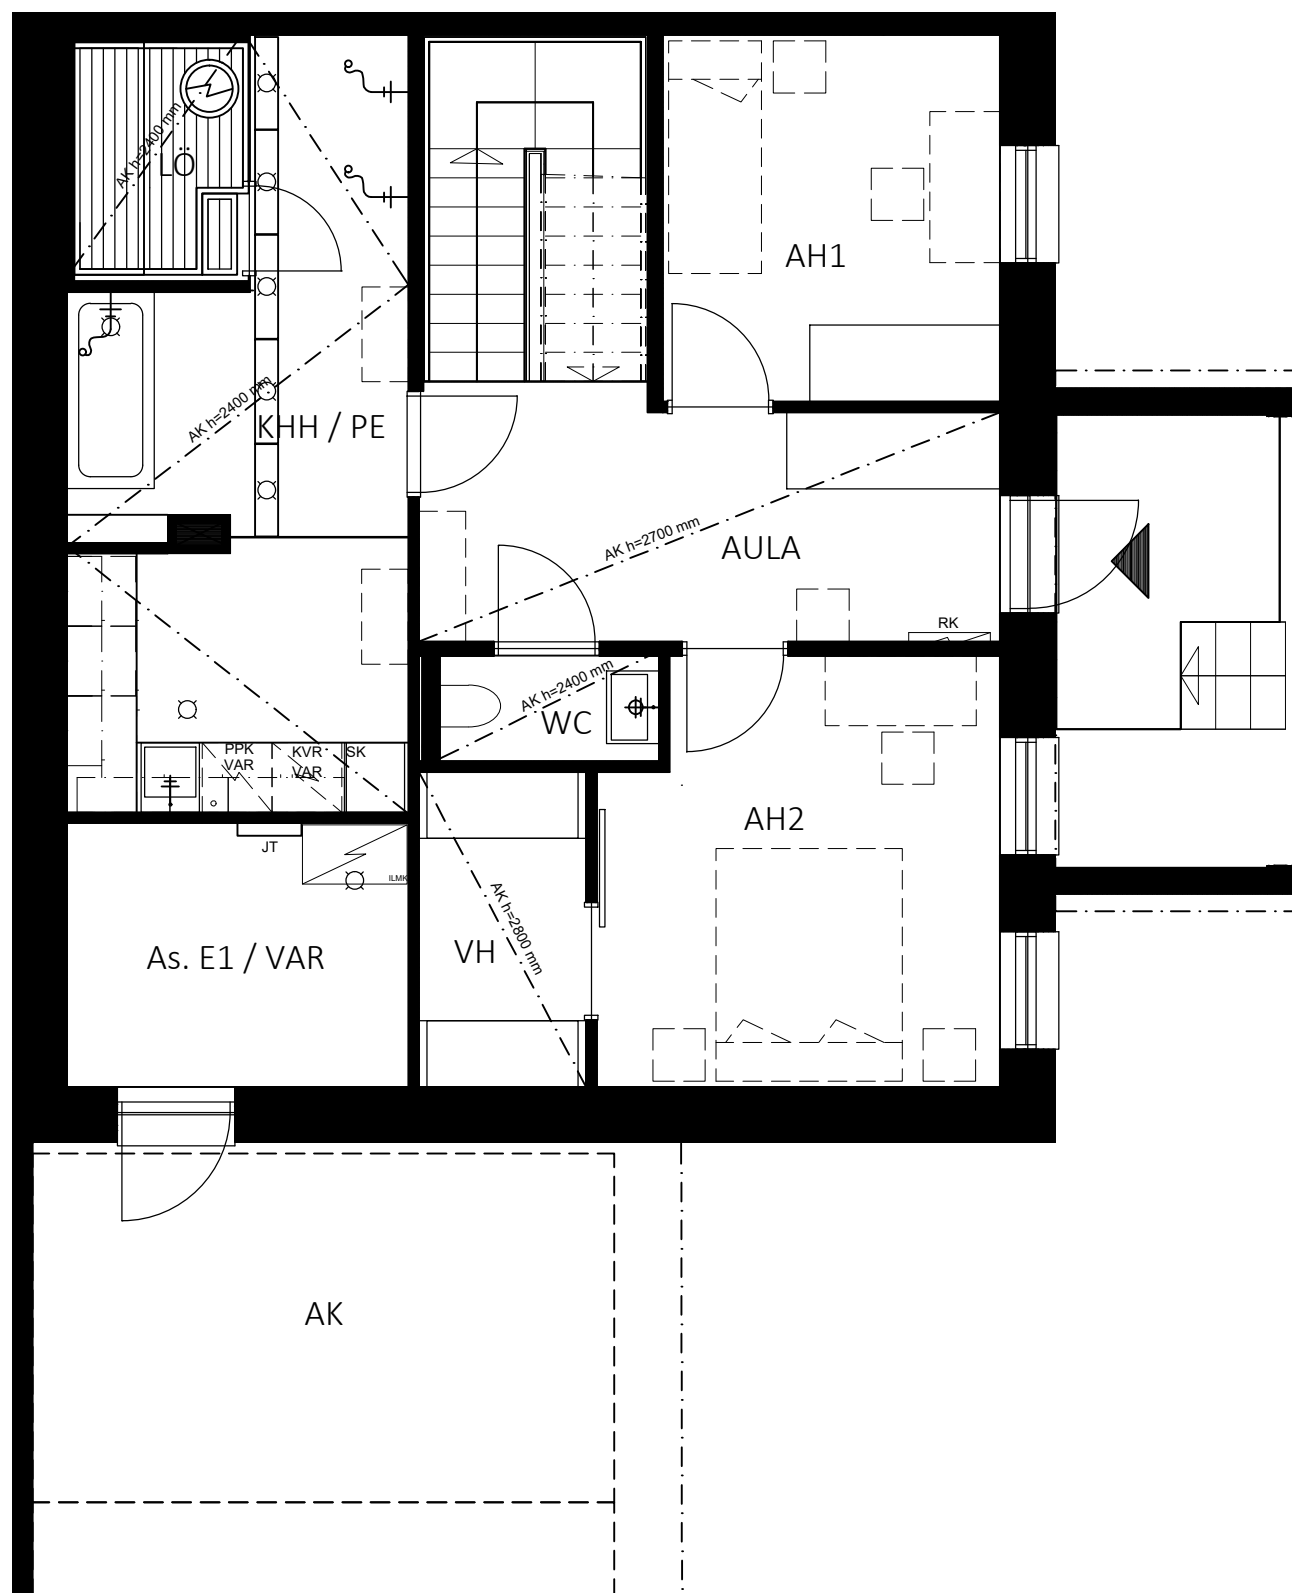 AK h=2400 mm
LÖ
AH1
AK h=2400 mm
KHH / PE
AK h=2700 mm
AULA
RK
AK h=2400 mm
WC
PPK
VAR
KVR
VAR
SK
JT
ILMK
AH2
AK h=2800 mm
VH
As. E1 / VAR
AK